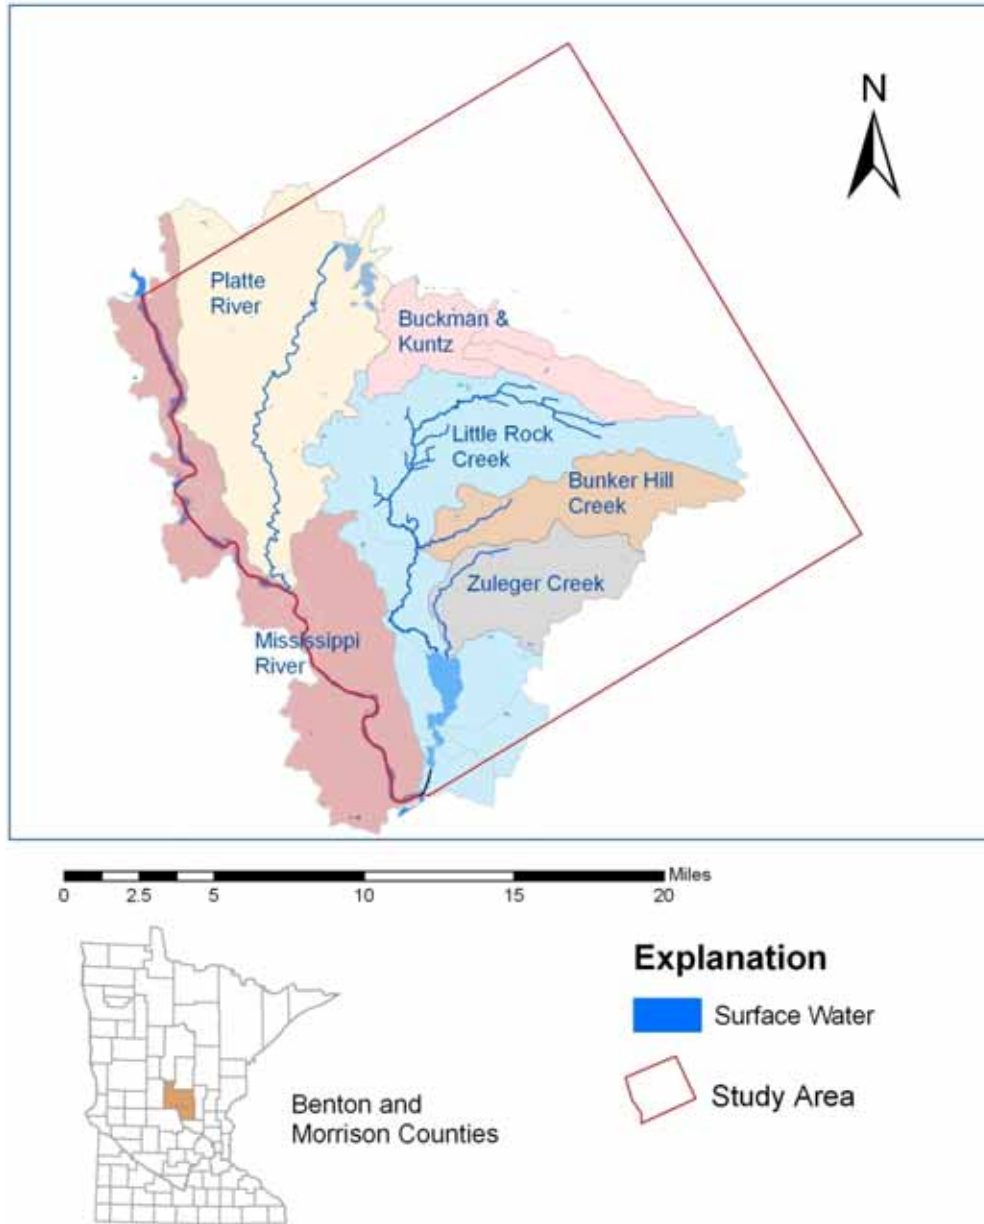 N
Platte
River
Buckman &
Kuntz
Little Rock
Creek
Bunker Hill
Creek
Zuleger Creek
Mississippi
River
Miles
0 2.5 5 10 15 20
Explanation
Surface Water
Study Area
Benton and
Morrison Counties